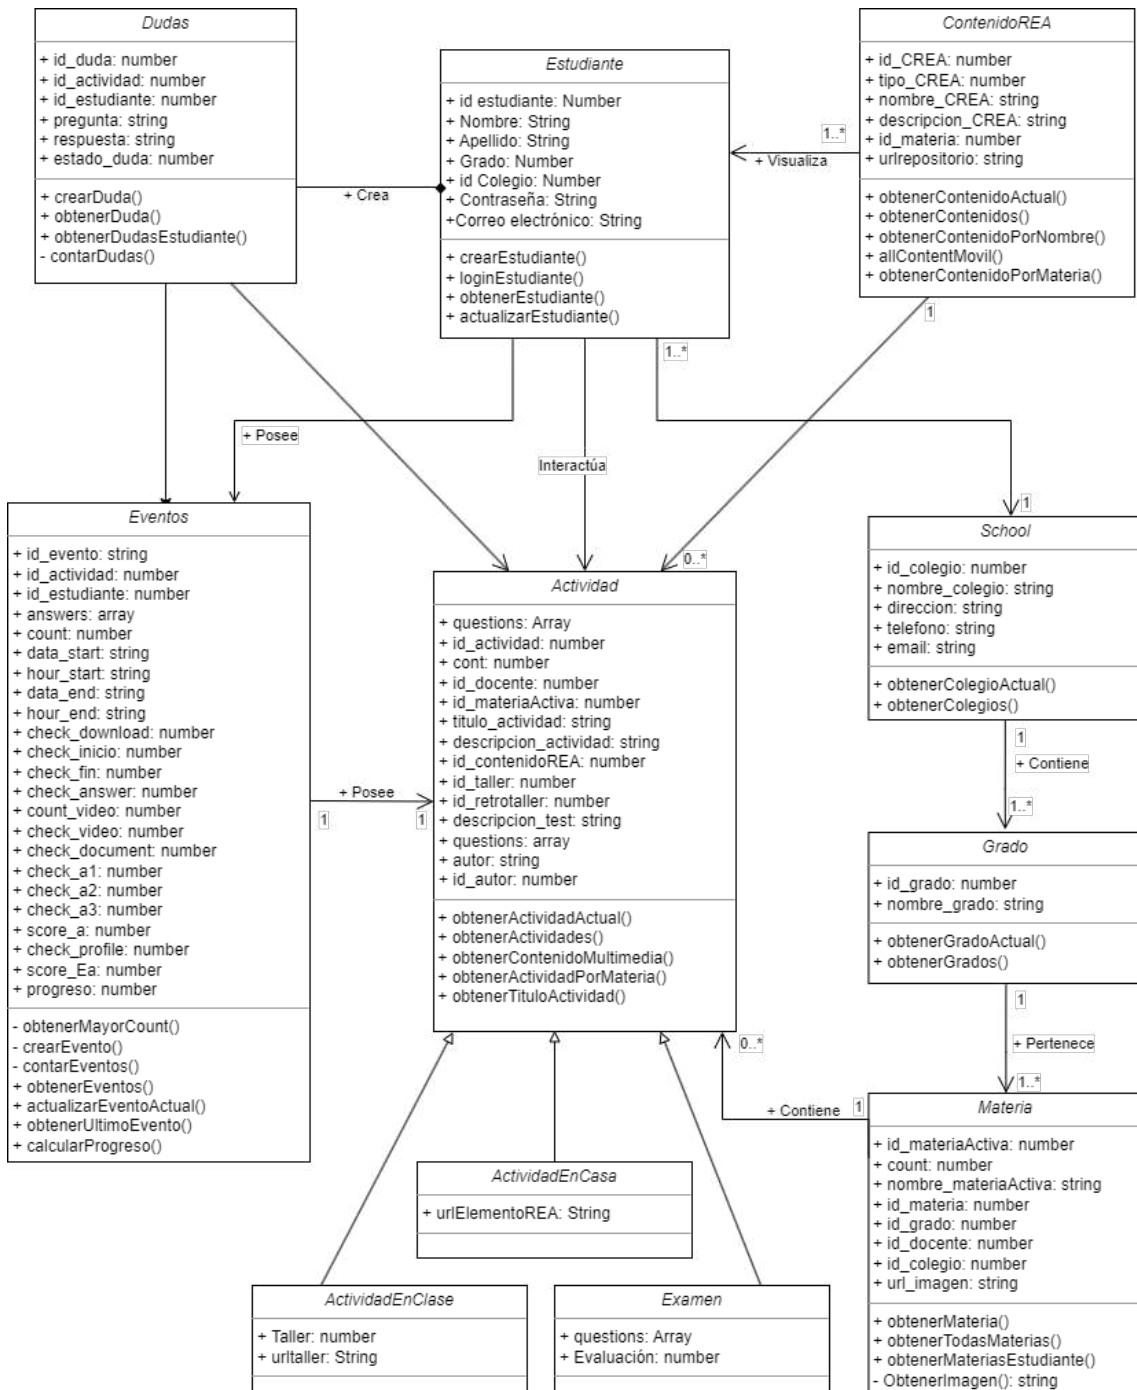 Dudas
+ id_duda: number
+ id_actividad: number
+ id_estudiante: number
+ pregunta: string
+ respuesta: string
+ estado_duda: number
+ crearDuda()
+ obtenerDuda()
+ obtenerDudasEstudiante()
- contarDudas()
+ Crea
Estudiante
+ id estudiante: Number
+ Nombre: String
+ Apellido: String
+ Grado: Number
+ id Colegio: Number
+ Contraseña: String
+Correo electrónico: String
+ crearEstudiante()
+ loginEstudiante()
+ obtenerEstudiante()
+ actualizarEstudiante()
1..*
+ Visualiza
ContenidoREA
+ id_CREA: number
+ tipo_CREA: number
+ nombre_CREA: string
+ descripcion_CREA: string
+ id_materia: number
+ urlrepositorio: string
+ obtenerContenidoActual()
+ obtenerContenidos()
+ obtenerContenidoPorNombre()
+ allContentMovil()
+ obtenerContenidoPorMateria()
1
1..*
+ Posee
Interactúa
0..*
1
Eventos
+ id_evento: string
+ id_actividad: number
+ id_estudiante: number
+ answers: array
+ count: number
+ data_start: string
+ hour_start: string
+ data_end: string
+ hour_end: string
+ check_download: number
+ check_inicio: number
+ check_fin: number
+ check_answer: number
+ count_video: number
+ check_video: number
+ check_document: number
+ check_a1: number
+ check_a2: number
+ check_a3: number
+ score_a: number
+ check_profile: number
+ score_Ea: number
+ progreso: number
- obtenerMayorCount()
- crearEvento()
- contarEventos()
+ obtenerEventos()
+ actualizarEventoActual()
+ obtenerUltimoEvento()
+ calcularProgreso()
+ Posee
1
1
Actividad
+ questions: Array
+ id_actividad: number
+ cont: number
+ id_docente: number
+ id_materiaActiva: number
+ titulo_actividad: string
+ descripcion_actividad: string
+ id_contenidoREA: number
+ id_taller: number
+ id_retrotaller: number
+ descripcion_test: string
+ questions: array
+ autor: string
+ id_autor: number
+ obtenerActividadActual()
+ obtenerActividades()
+ obtenerContenidoMultimedia()
+ obtenerActividadPorMateria()
+ obtenerTituloActividad()
School
+ id_colegio: number
+ nombre_colegio: string
+ direccion: string
+ telefono: string
+ email: string
+ obtenerColegioActual()
+ obtenerColegios()
1
+ Contiene
1..*
Grado
+ id_grado: number
+ nombre_grado: string
+ obtenerGradoActual()
+ obtenerGrados()
1
+ Pertenece
1..*
0..*
+ Contiene
1
Materia
+ id_materiaActiva: number
+ count: number
+ nombre_materiaActiva: string
+ id_materia: number
+ id_grado: number
+ id_docente: number
+ id_colegio: number
+ url_imagen: string
+ obtenerMateria()
+ obtenerTodasMaterias()
+ obtenerMateriasEstudiante()
- ObtenerImagen(): string
ActividadEnCasa
+ urlElementoREA: String
ActividadEnClase
+ Taller: number
+ urltaller: String
Examen
+ questions: Array
+ Evaluación: number